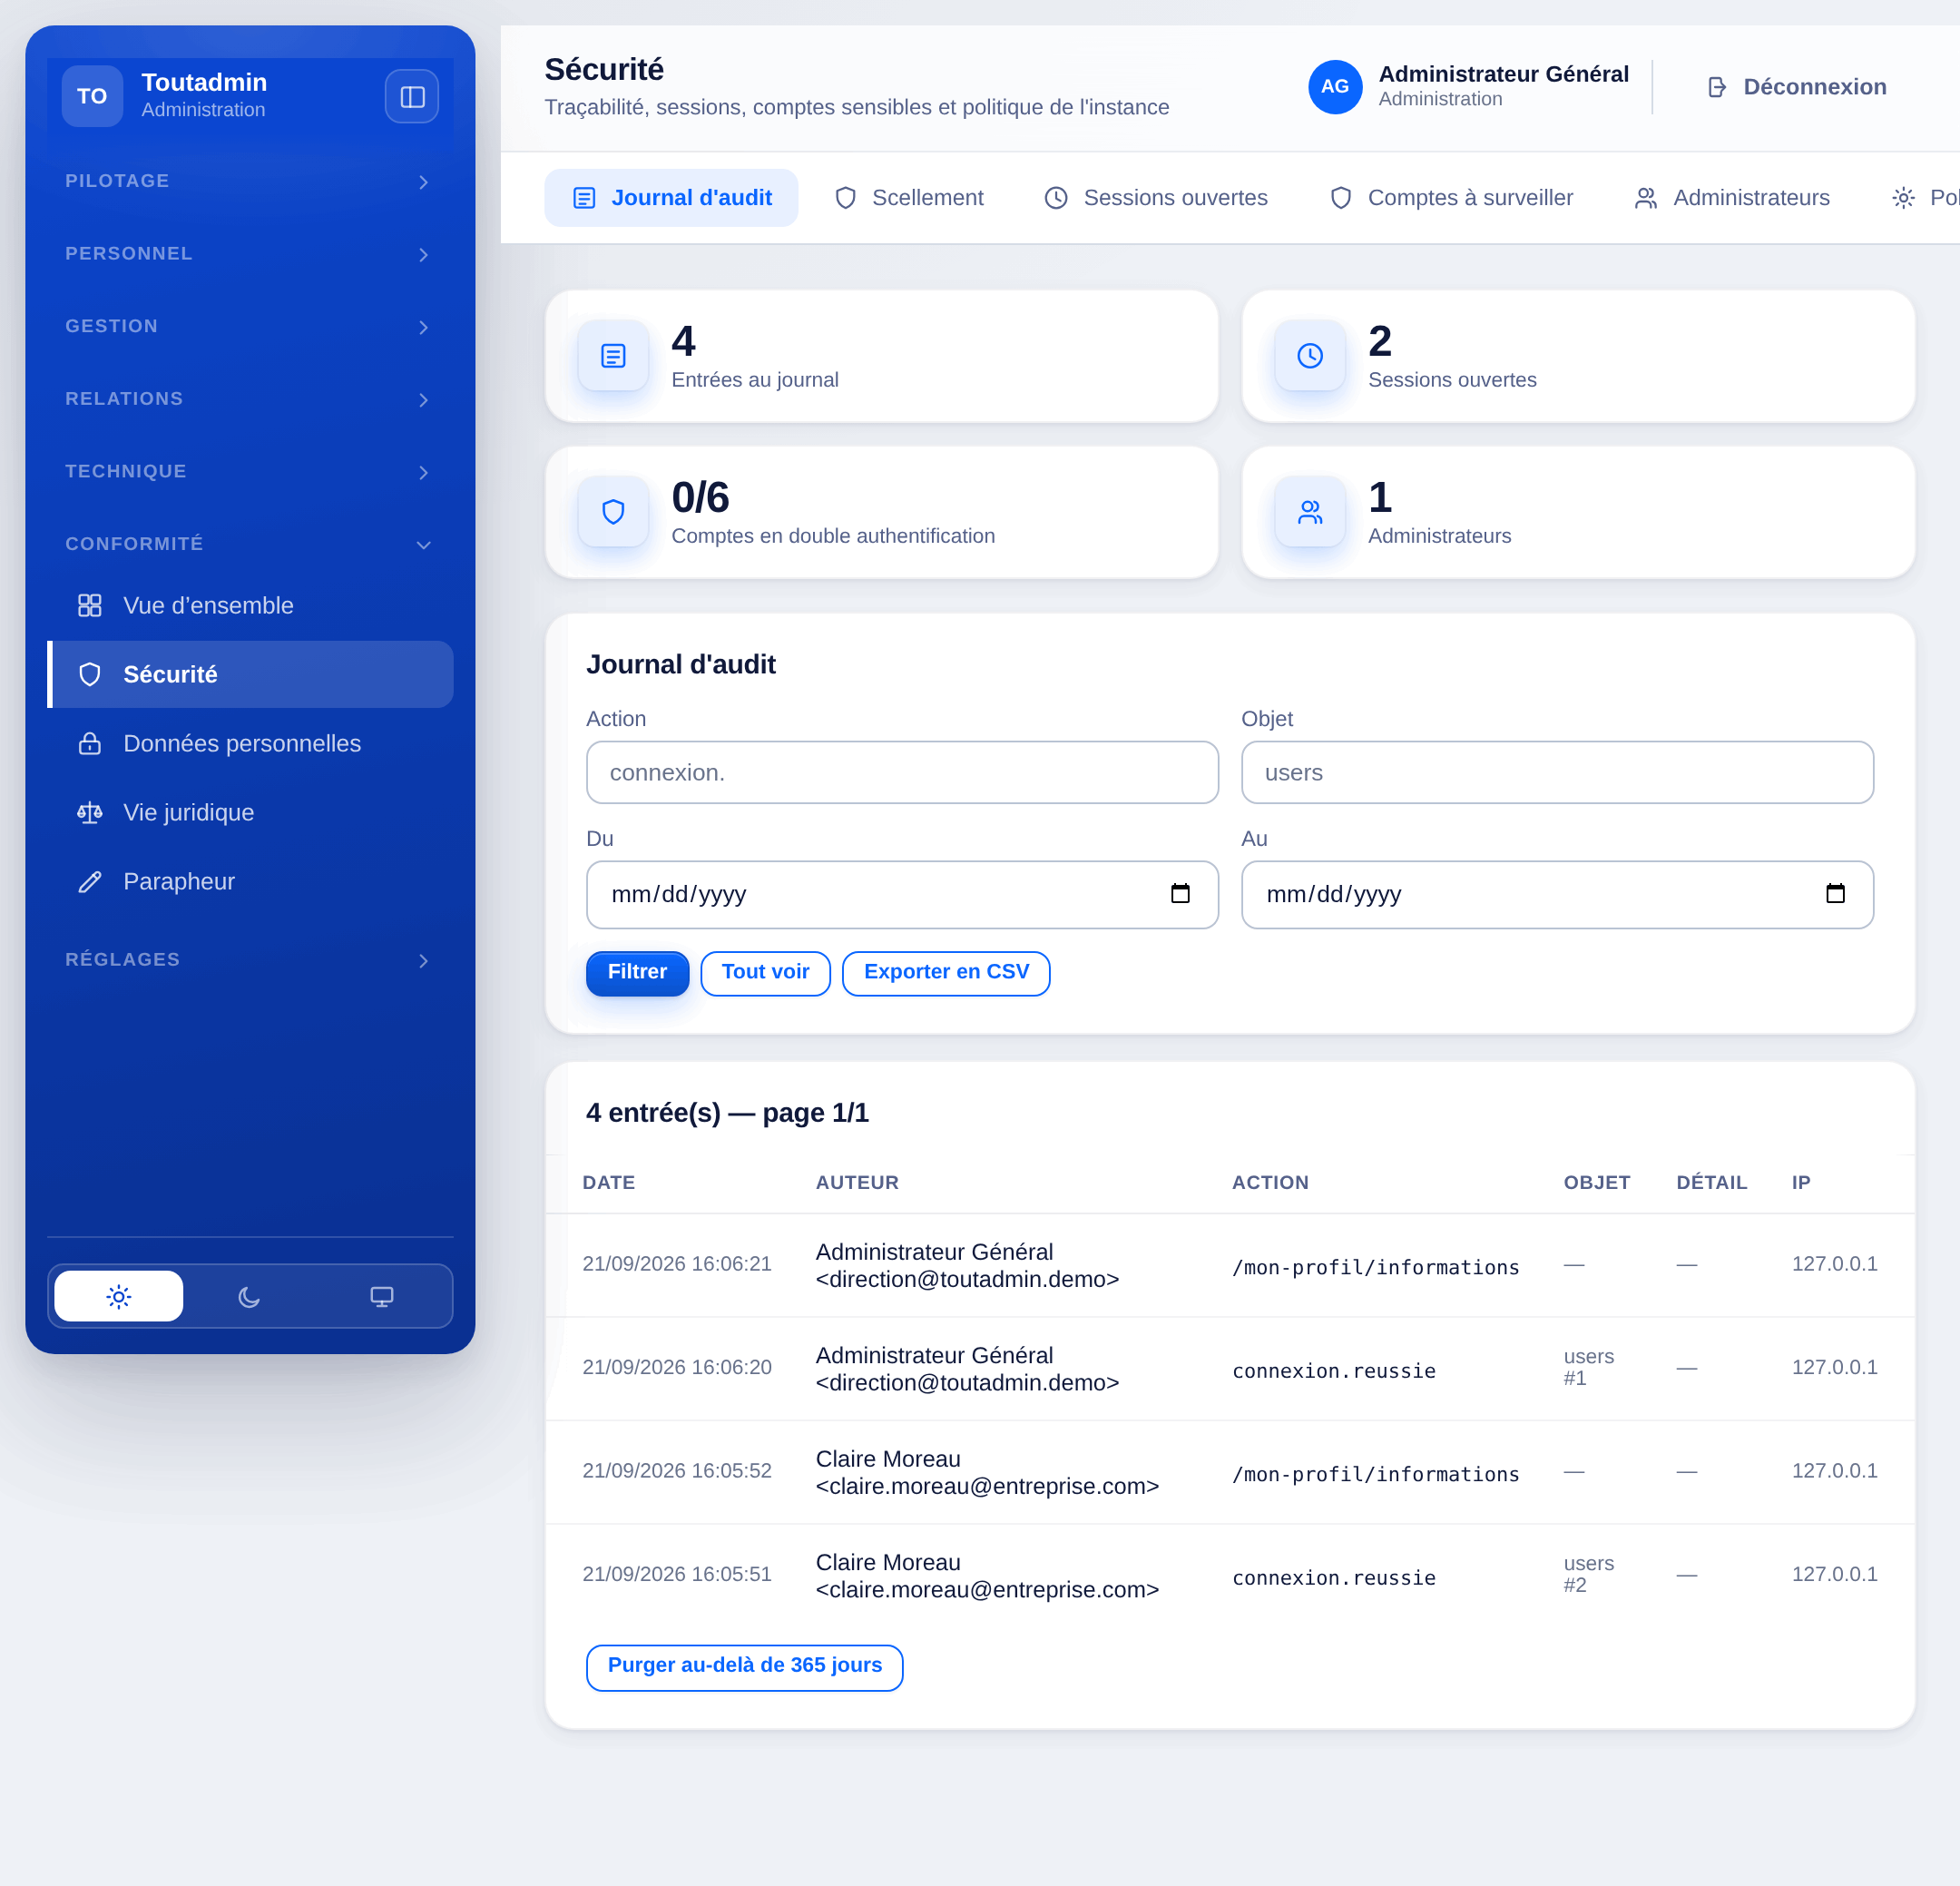 TO
Toutadmin
Administration
PILOTAGE
PERSONNEL
GESTION
RELATIONS
TECHNIQUE
CONFORMITÉ
Vue d’ensemble
Sécurité
Données personnelles
Vie juridique
Parapheur
RÉGLAGES
Sécurité
Traçabilité, sessions, comptes sensibles et politique de l'instance
AG
Administrateur Général
Administration
Déconnexion
Journal d'audit
Scellement
Sessions ouvertes
Comptes à surveiller
Administrateurs
Pol
4
Entrées au journal
2
Sessions ouvertes
0/6
Comptes en double authentification
1
Administrateurs
Journal d'audit
Action
Objet
connexion.
users
Du
Au
mm/dd/yyyy
mm/dd/yyyy
Filtrer
Tout voir
Exporter en CSV
4 entrée(s) — page 1/1
DATE AUTEUR ACTION OBJET DÉTAIL IP
21/09/2026 16:06:21 Administrateur Général /mon-profil/informations — — 127.0.0.1
<direction@toutadmin.demo>
21/09/2026 16:06:20 Administrateur Général connexion.reussie users — 127.0.0.1
<direction@toutadmin.demo> #1
21/09/2026 16:05:52 Claire Moreau /mon-profil/informations — — 127.0.0.1
<claire.moreau@entreprise.com>
21/09/2026 16:05:51 Claire Moreau connexion.reussie users — 127.0.0.1
<claire.moreau@entreprise.com> #2
Purger au-delà de 365 jours